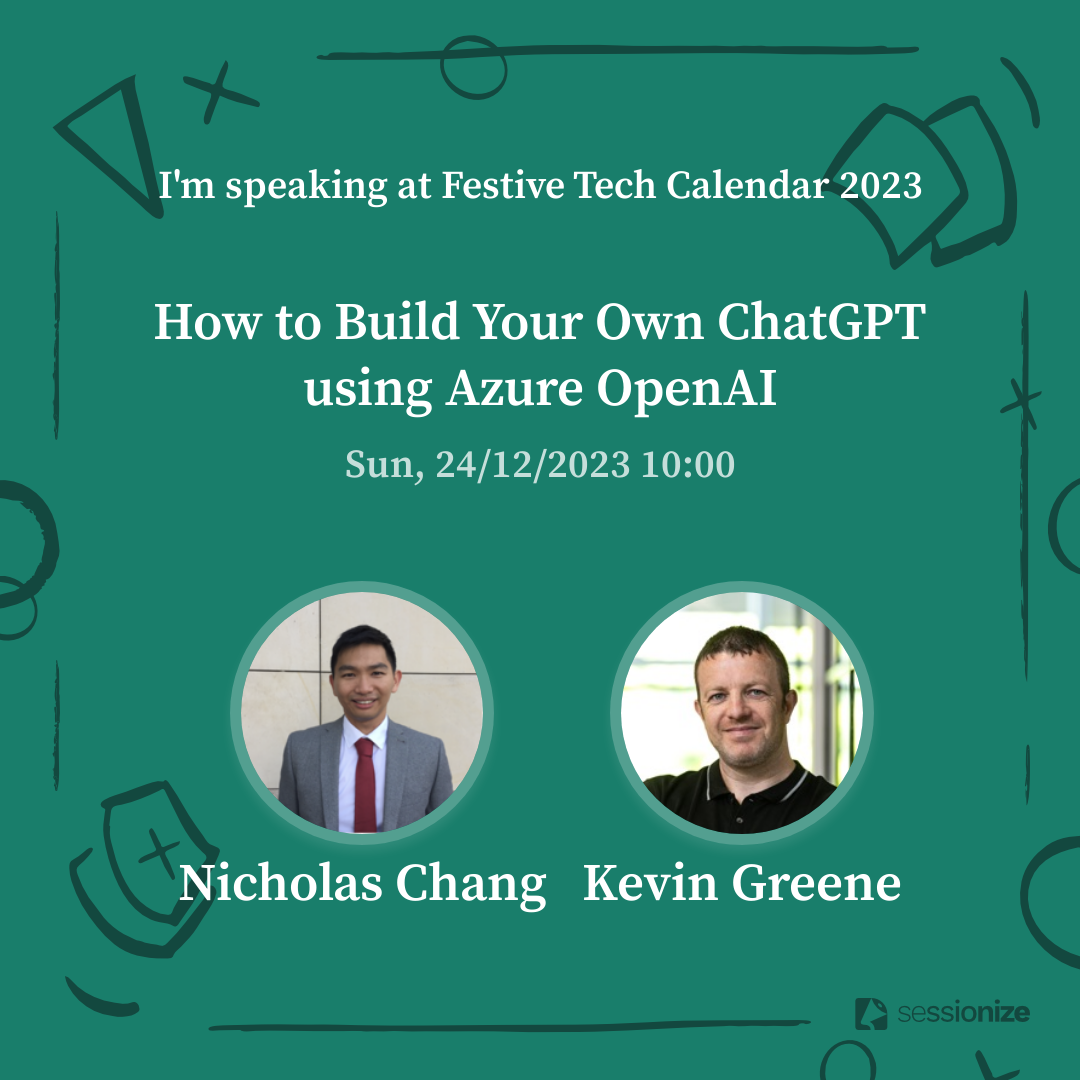 I'm speaking at Festive Tech Calendar 2023
How to Build Your Own ChatGPT
using Azure OpenAI
Sun, 24/12/2023 10:00
Nicholas Chang
Kevin Greene
sessionize